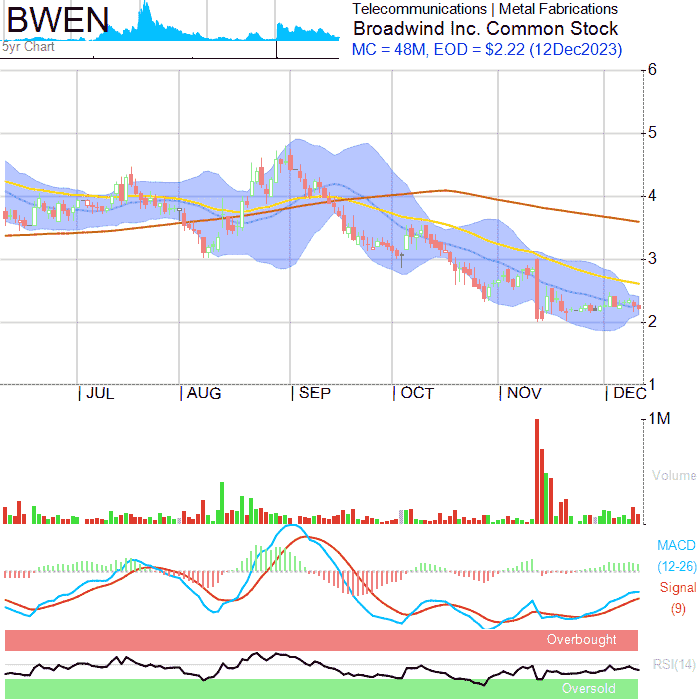 BWEN
5yr Chart
Telecommunications | Metal Fabrications
Broadwind Inc. Common Stock
MC = 48M, EOD = $2.22 (12Dec2023)
6
5
4
3
2
1
| JUL
| AUG
| SEP
| OCT
| NOV
| DEC
1M
Volume
MACD
(12-26)
Signal
(9)
Overbought
RSI(14)
Oversold